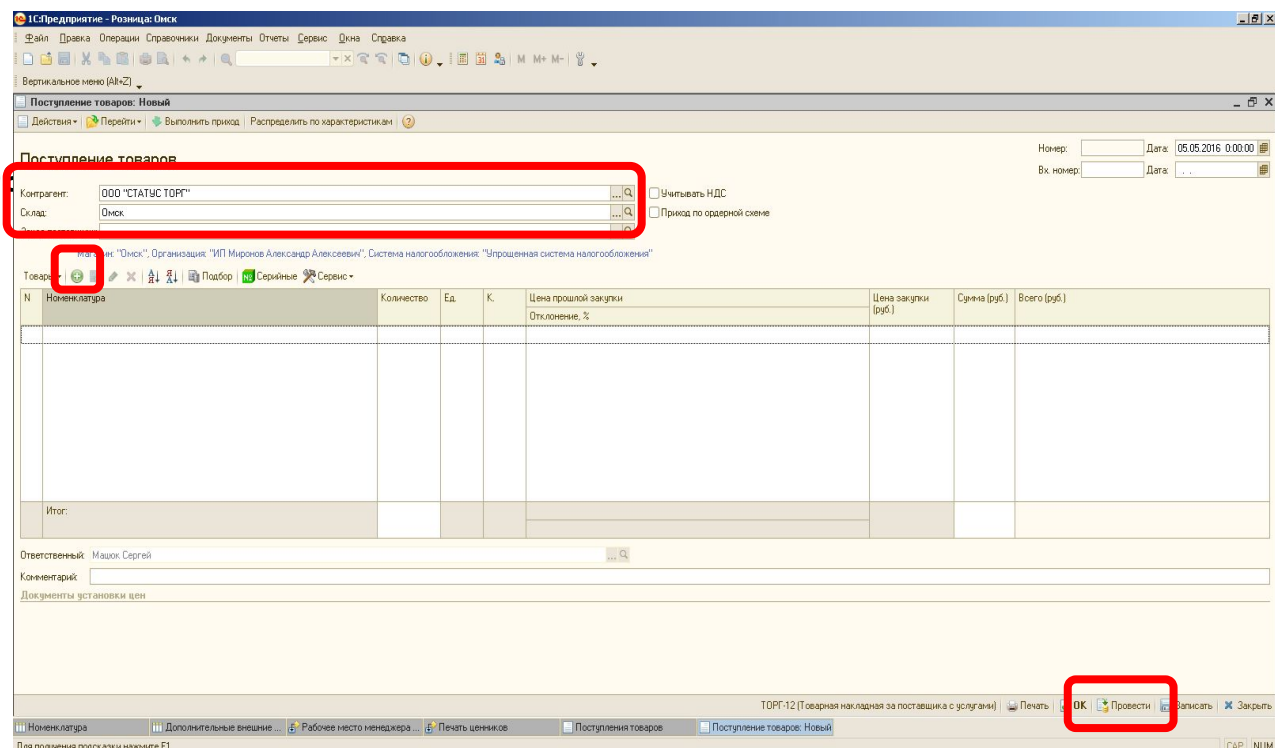 1С:Предприятие - Розница: Омск
Файл Правка Операции Справочники Документы Отчеты Сервис Окна Справка
M M+ M-
Вертикальное меню (Alt+Z)
Поступление товаров: Новый
Действия Перейти Выполнить приход Распределить по характеристикам
Поступление товаров
Номер: Дата: 05.05.2016 0:00:00
Вх. номер: Дата: . .
Контрагент: ООО "СТАТУС ТОРГ" ... Учитывать НДС
Склад: Омск ... Приход по ордерной схеме
Магазин: "Омск", Организация: "ИП Миронов Александр Алексеевич", Система налогообложения: "Упрощенная система налогообложения"
Товары Подбор Серийные Сервис
N Номенклатура Количество Ед. К. Цена прошлой закупки Цена закупки (руб.) Сумма (руб.) Всего (руб.)
Отклонение, %
Итог:
Ответственный: Машок Сергей ...
Комментарий:
Документы установки цен
ТОРГ-12 (Товарная накладная за поставщика с услугами) Печать OK Провести Записать Закрыть
Номенклатура Дополнительные внешние ... Рабочее место менеджера ... Печать ценников Поступления товаров Поступление товаров: Новый
Для получения подсказки нажмите F1 CAP NUM